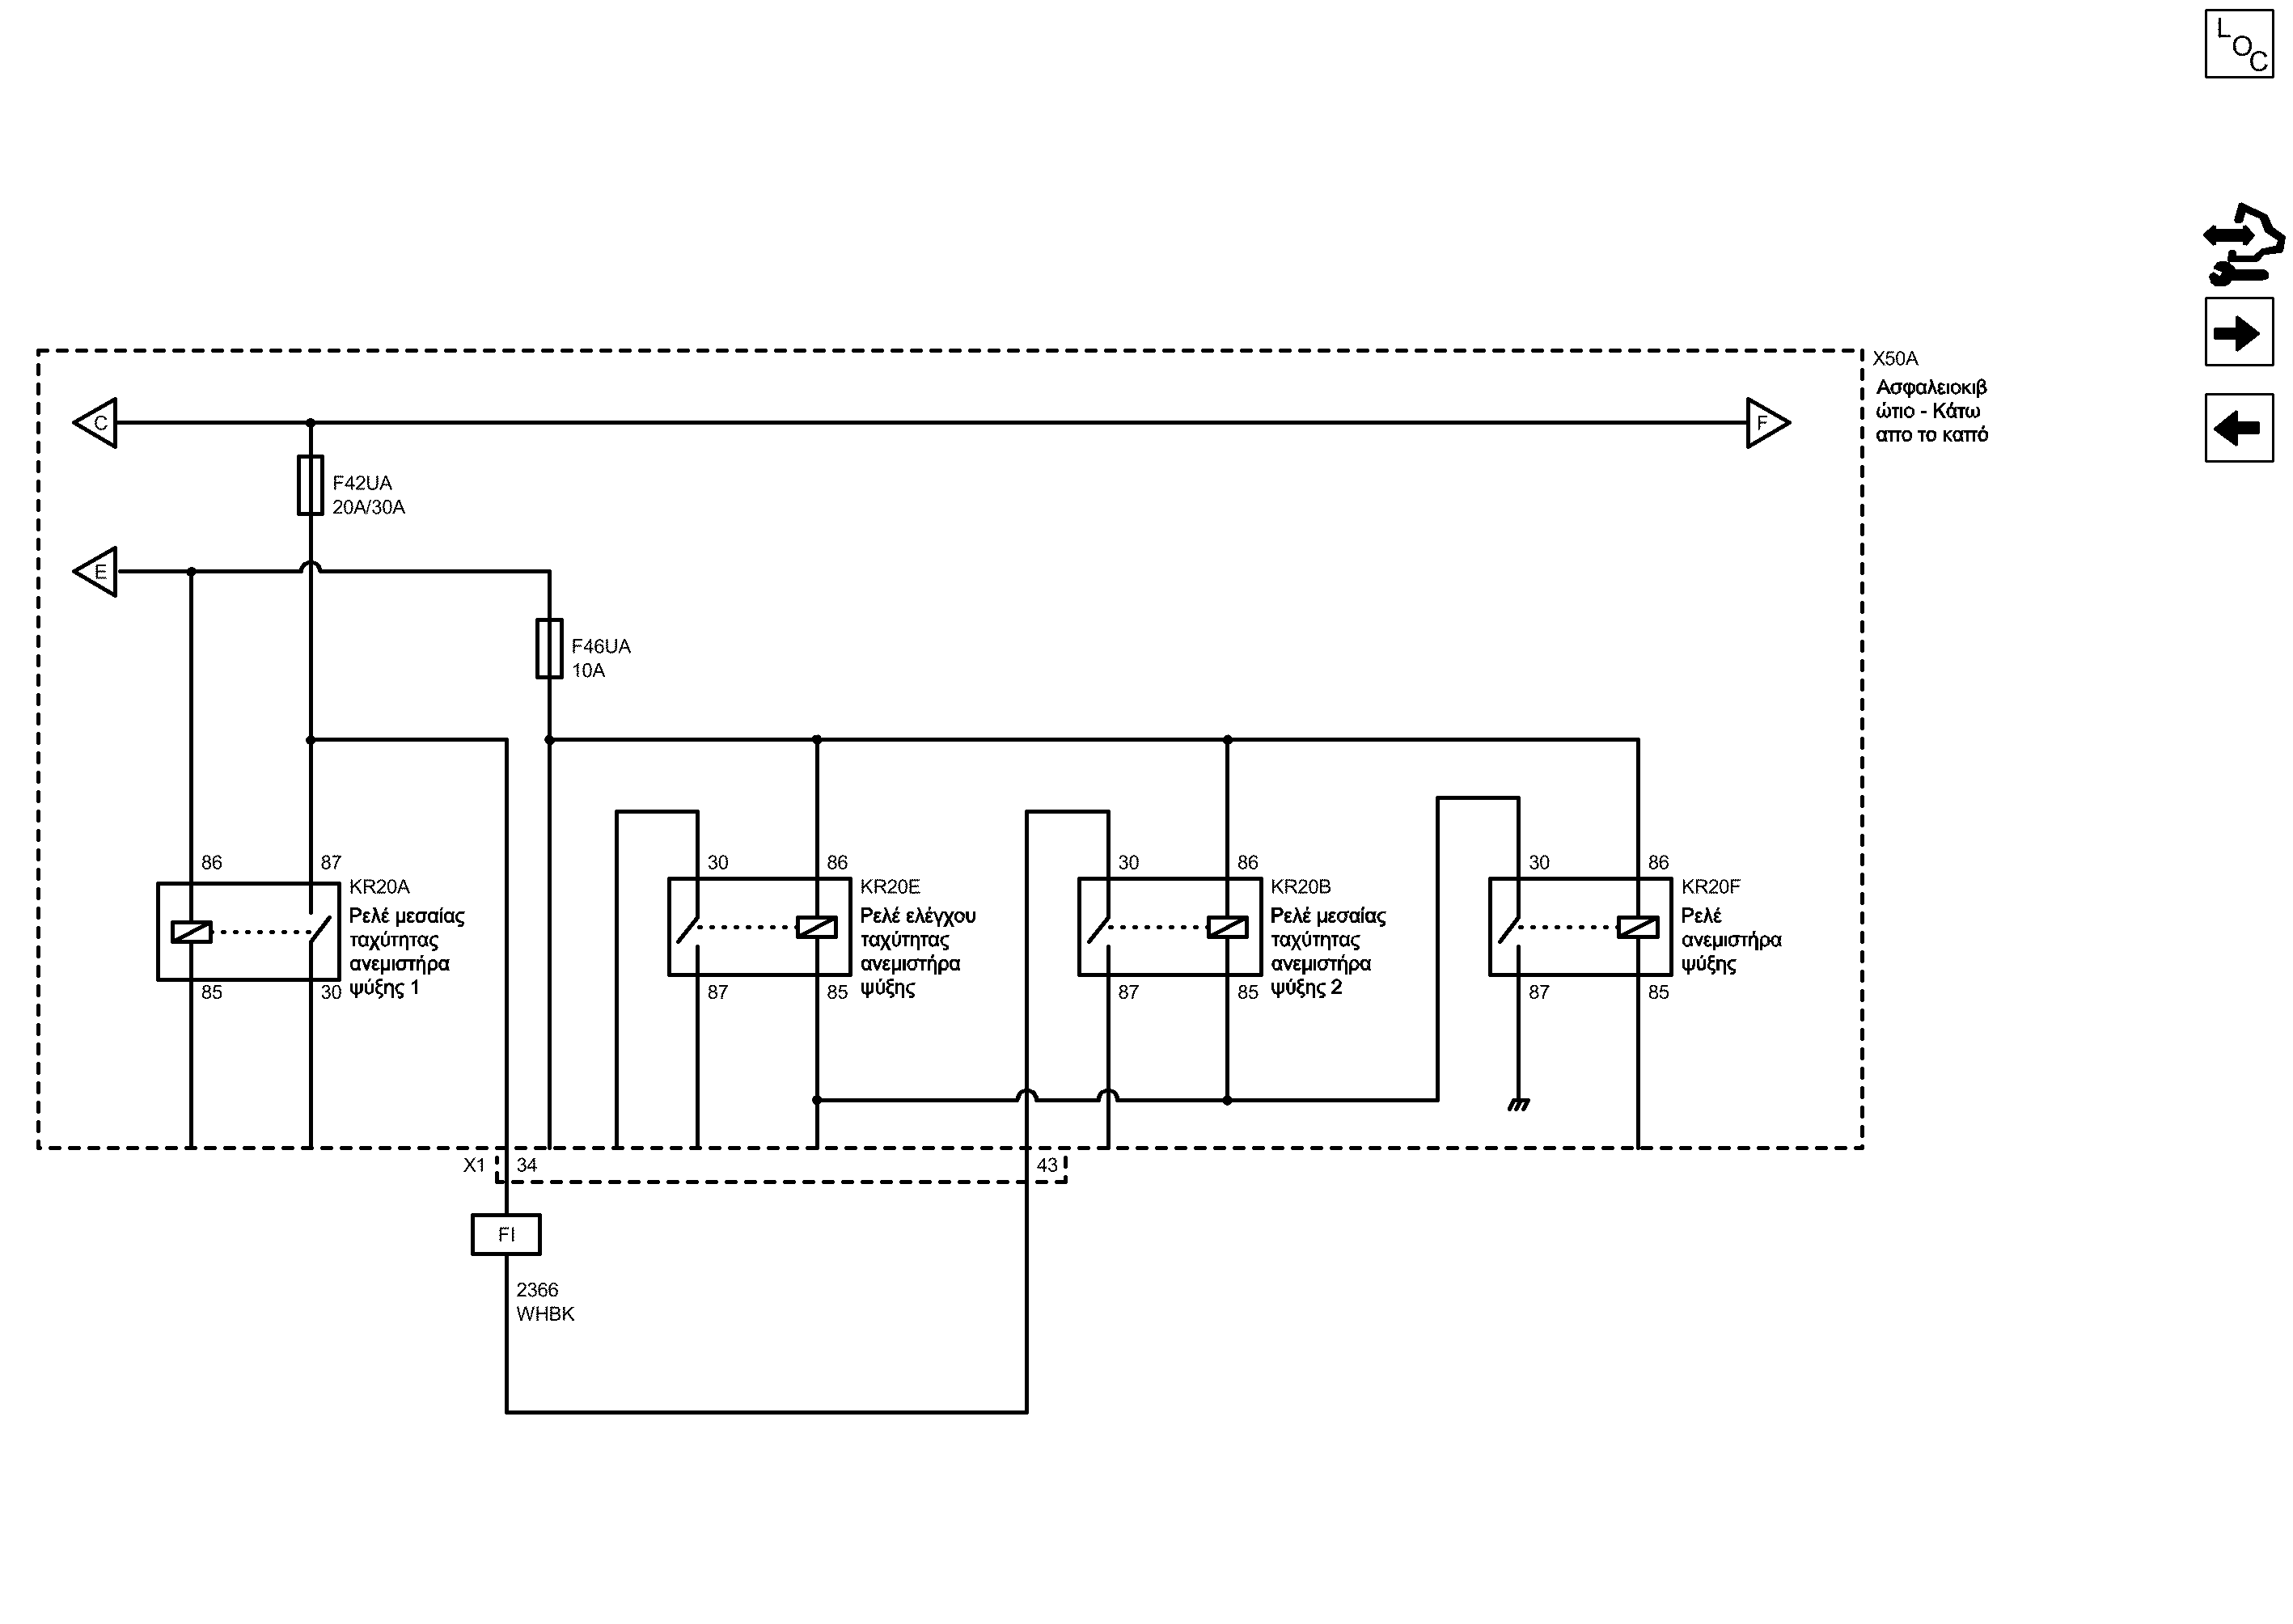 L
O
C
X50A
Ασφαλειοκιβ
ώτιο - Κάτω
απο το καπό
C
F
F42UA
20A/30A
E
F46UA
10A
86
87
KR20A
Ρελέ μεσαίας
ταχύτητας
ανεμιστήρα
ψύξης 1
85
30
30
86
KR20E
Ρελέ ελέγχου
ταχύτητας
ανεμιστήρα
ψύξης
87
85
30
86
KR20B
Ρελέ μεσαίας
ταχύτητας
ανεμιστήρα
ψύξης 2
87
85
30
86
KR20F
Ρελέ
ανεμιστήρα
ψύξης
87
85
X1
34
43
FI
2366
WHBK